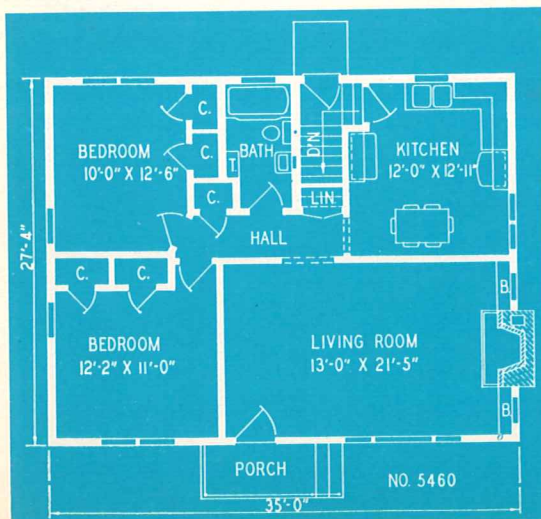 C.
BEDROOM
10'-0" X 12'-6"
C.
BATH
T.
D'N
KITCHEN
12'-0" X 12'-11"
C.
LIN.
HALL
27'-4"
C.
C.
B.
BEDROOM
12'-2" X 11'-0"
LIVING ROOM
13'-0" X 21'-5"
B.
PORCH
NO. 5460
35'-0"